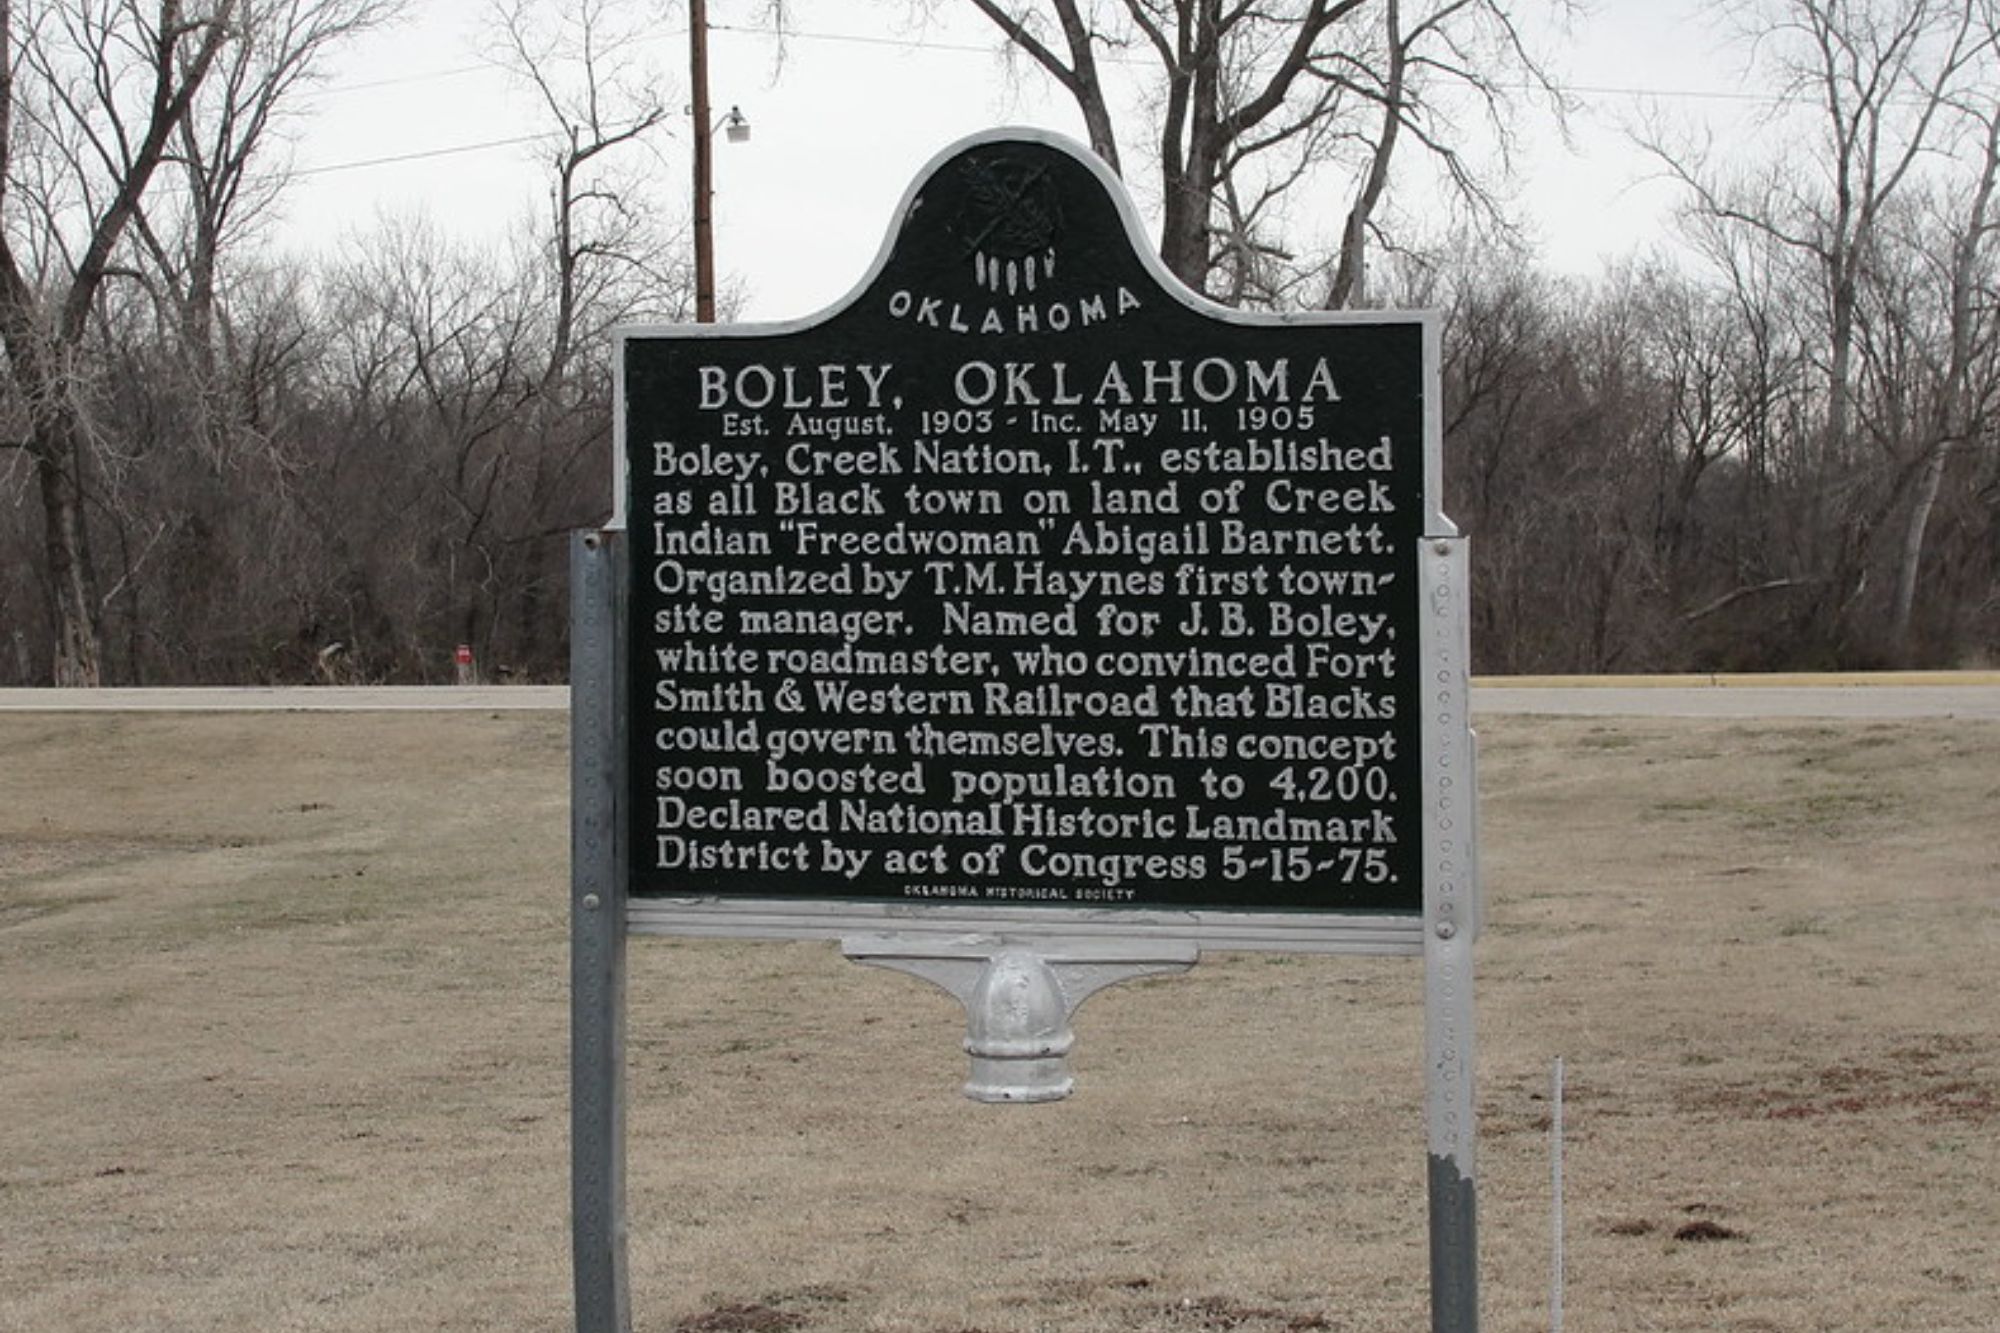 OKLAHOMA
BOLEY, OKLAHOMA
Est. August, 1903 - Inc. May 11, 1905
Boley, Creek Nation, I.T., established
as all Black town on land of Creek
Indian "Freedwoman" Abigail Barnett.
Organized by T.M. Haynes first town-
site manager. Named for J. B. Boley,
white roadmaster, who convinced Fort
Smith & Western Railroad that Blacks
could govern themselves. This concept
soon boosted population to 4,200.
Declared National Historic Landmark
District by act of Congress 5-15-75.
OKLAHOMA HISTORICAL SOCIETY